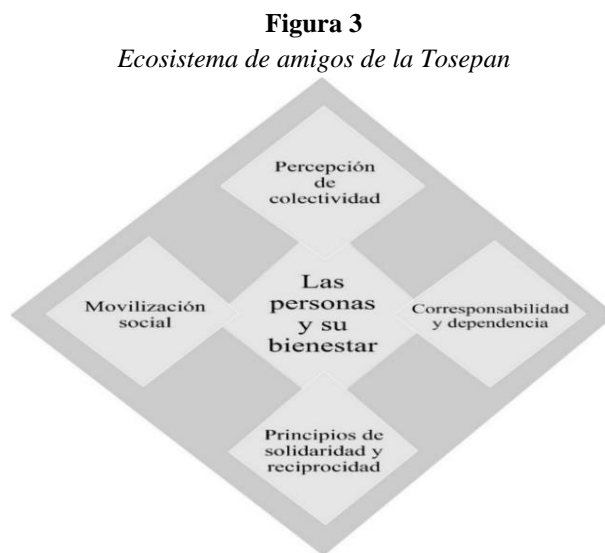 Figura 3
Ecosistema de amigos de la Tosepan
Percepción
de
colectividad
Movilización
social
Las
personas
y su
bienestar
Corresponsabilidad
y dependencia
Principios de
solidaridad y
reciprocidad